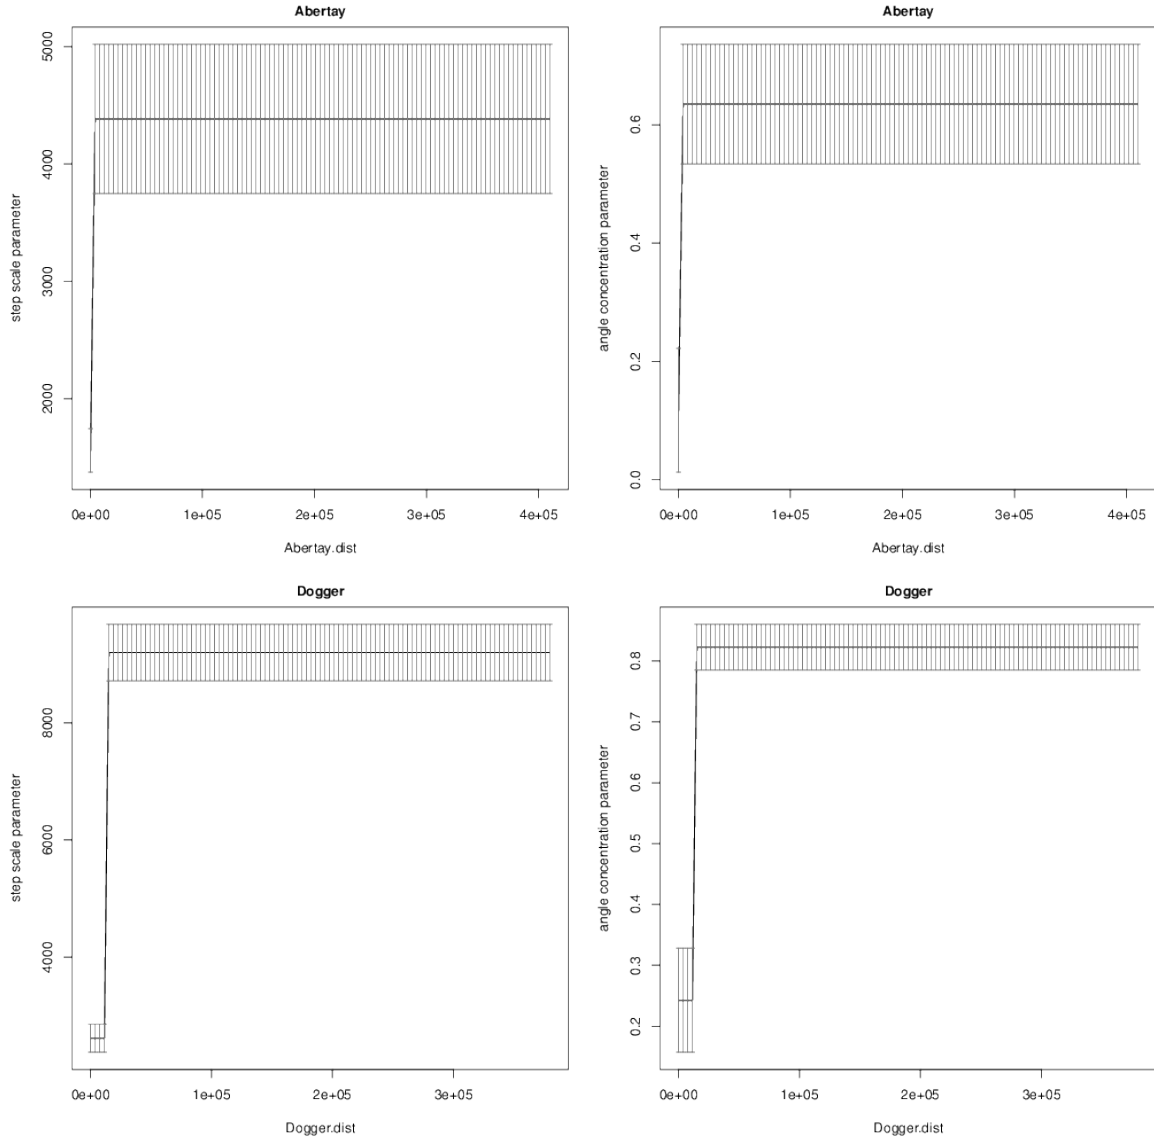 Abertay
step scale parameter
5000
4000
3000
2000
0e+00 1e+05 2e+05 3e+05 4e+05
Abertay.dist
Abertay
angle concentration parameter
0.6
0.4
0.2
0.0
0e+00 1e+05 2e+05 3e+05 4e+05
Abertay.dist
Dogger
step scale parameter
8000
6000
4000
0e+00 1e+05 2e+05 3e+05
Dogger.dist
Dogger
angle concentration parameter
0.8
0.7
0.6
0.5
0.4
0.3
0.2
0e+00 1e+05 2e+05 3e+05
Dogger.dist